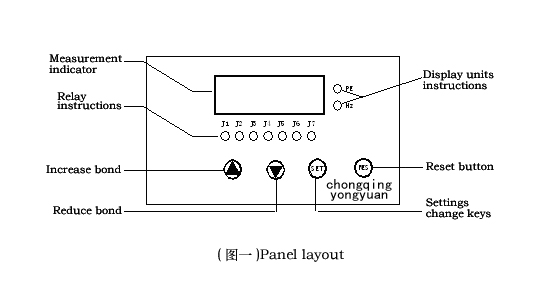 Measurement
indicator
Display units
instructions
PE
HZ
Relay
instructions
J1 J2 J3 J4 J5 J6 J7
Increase bond
SET
RES
Reset button
chongqing
yongyuan
Reduce bond
Settings
change keys
(图一)Panel layout